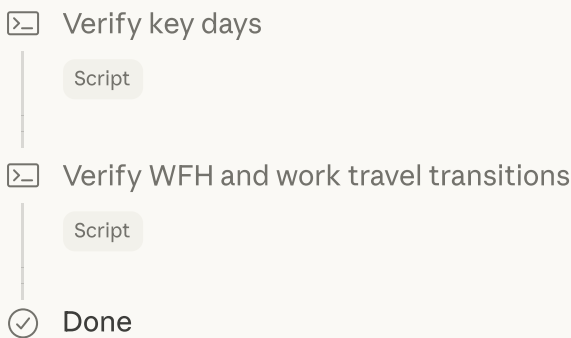 Verify key days
Script
Verify WFH and work travel transitions
Script
Done